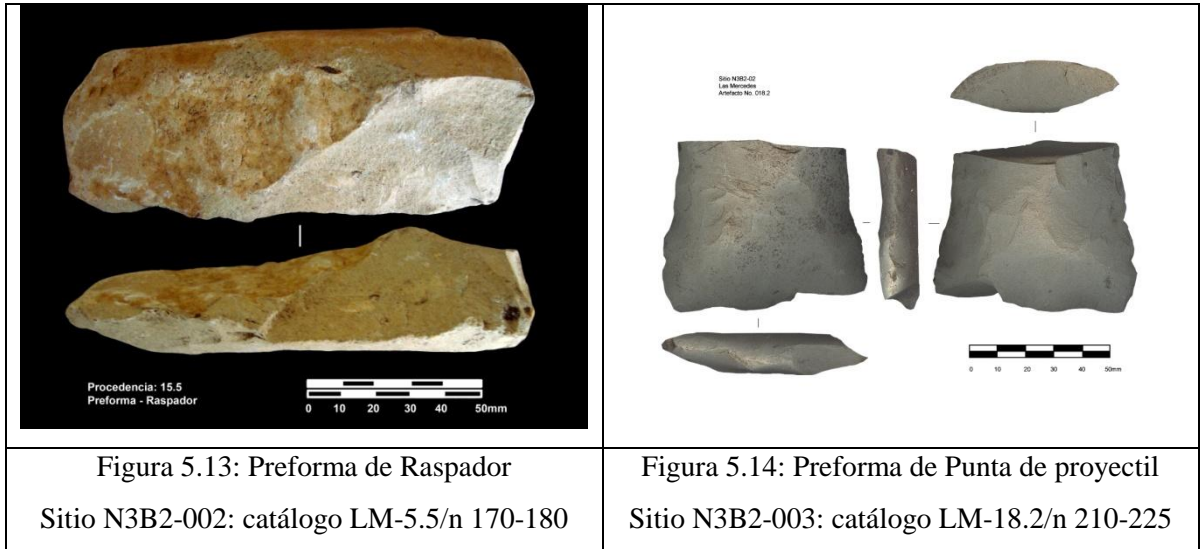 Procedencia: 15.5
Preforma - Raspador
0 10 20 30 40 50mm
Sitio N3B2-02
Las Mercedes
Artefacto No. 018.2
0 10 20 30 40 50mm
Figura 5.13: Preforma de Raspador
Sitio N3B2-002: catálogo LM-5.5/n 170-180
Figura 5.14: Preforma de Punta de proyectil
Sitio N3B2-003: catálogo LM-18.2/n 210-225